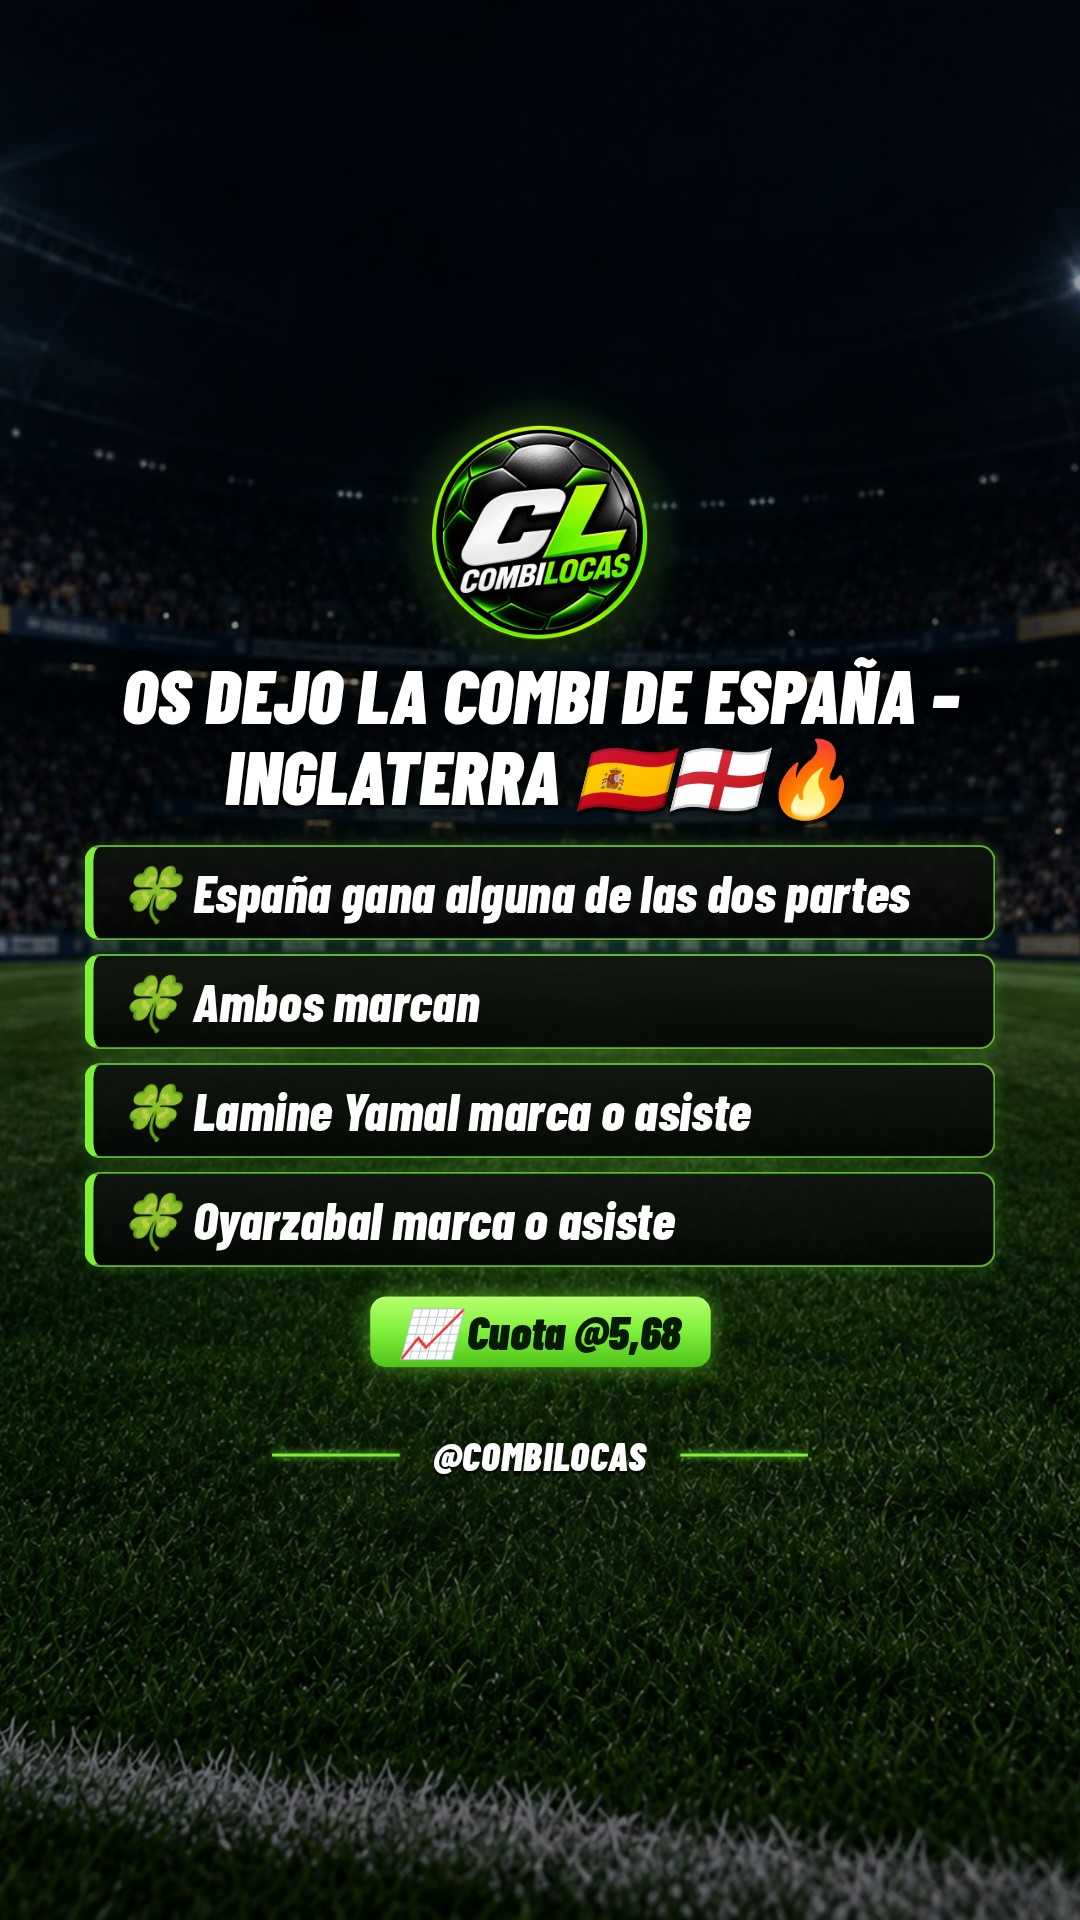 CL
COMBILOCAS
OS DEJO LA COMBI DE ESPAÑA -
INGLATERRA 🇪🇸🏴󠁧󠁢󠁥󠁮󠁧󠁿🔥
🍀 España gana alguna de las dos partes
🍀 Ambos marcan
🍀 Lamine Yamal marca o asiste
🍀 Oyarzabal marca o asiste
📈 Cuota @5,68
@COMBILOCAS